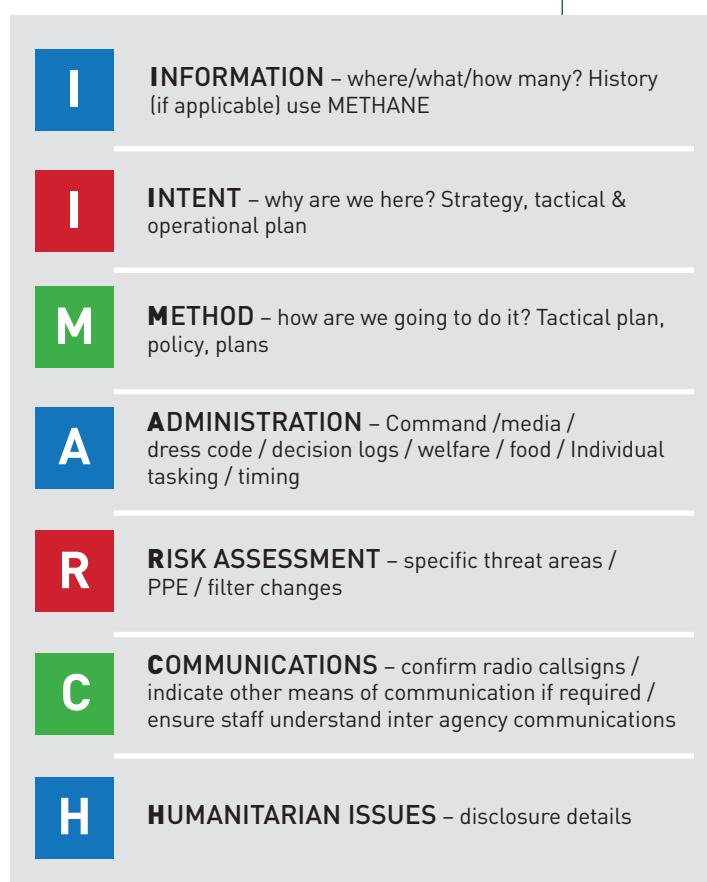 I
INFORMATION – where/what/how many? History
(if applicable) use METHANE
I
INTENT – why are we here? Strategy, tactical &
operational plan
M
METHOD – how are we going to do it? Tactical plan,
policy, plans
A
ADMINISTRATION – Command /media /
dress code / decision logs / welfare / food / Individual
tasking / timing
R
RISK ASSESSMENT – specific threat areas /
PPE / filter changes
C
COMMUNICATIONS – confirm radio callsigns /
indicate other means of communication if required /
ensure staff understand inter agency communications
H
HUMANITARIAN ISSUES – disclosure details